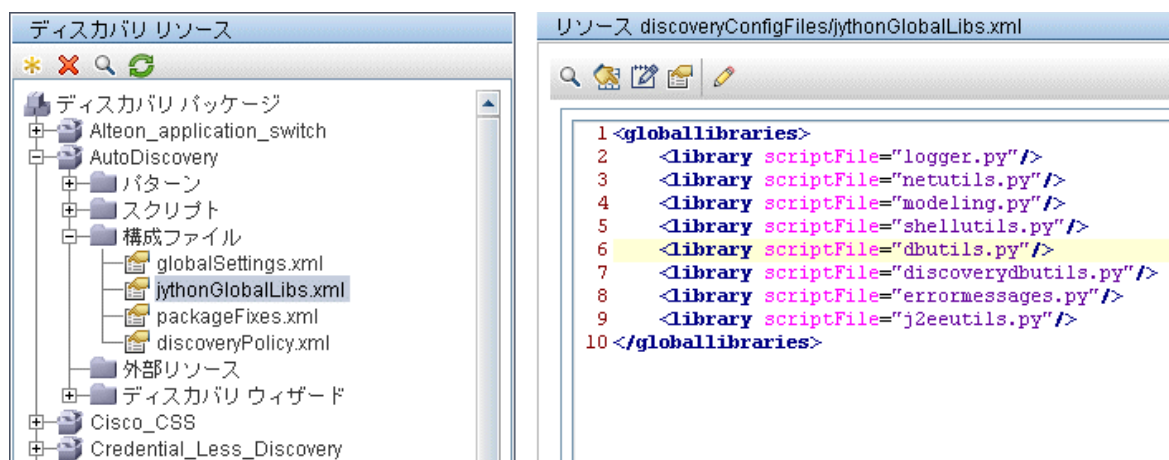 ディスカバリ リソース
ディスカバリ パッケージ
Alteon_application_switch
AutoDiscovery
パターン
スクリプト
構成ファイル
globalSettings.xml
jythonGlobalLibs.xml
packageFixes.xml
discoveryPolicy.xml
外部リソース
ディスカバリ ウィザード
Cisco_CSS
Credential_Less_Discovery
リソース discoveryConfigFiles/jythonGlobalLibs.xml
1 <globallibraries>
2 <library scriptFile="logger.py"/>
3 <library scriptFile="netutils.py"/>
4 <library scriptFile="modeling.py"/>
5 <library scriptFile="shellutils.py"/>
6 <library scriptFile="dbutils.py"/>
7 <library scriptFile="discoverydbutils.py"/>
8 <library scriptFile="errormessages.py"/>
9 <library scriptFile="j2eeutils.py"/>
10 </globallibraries>